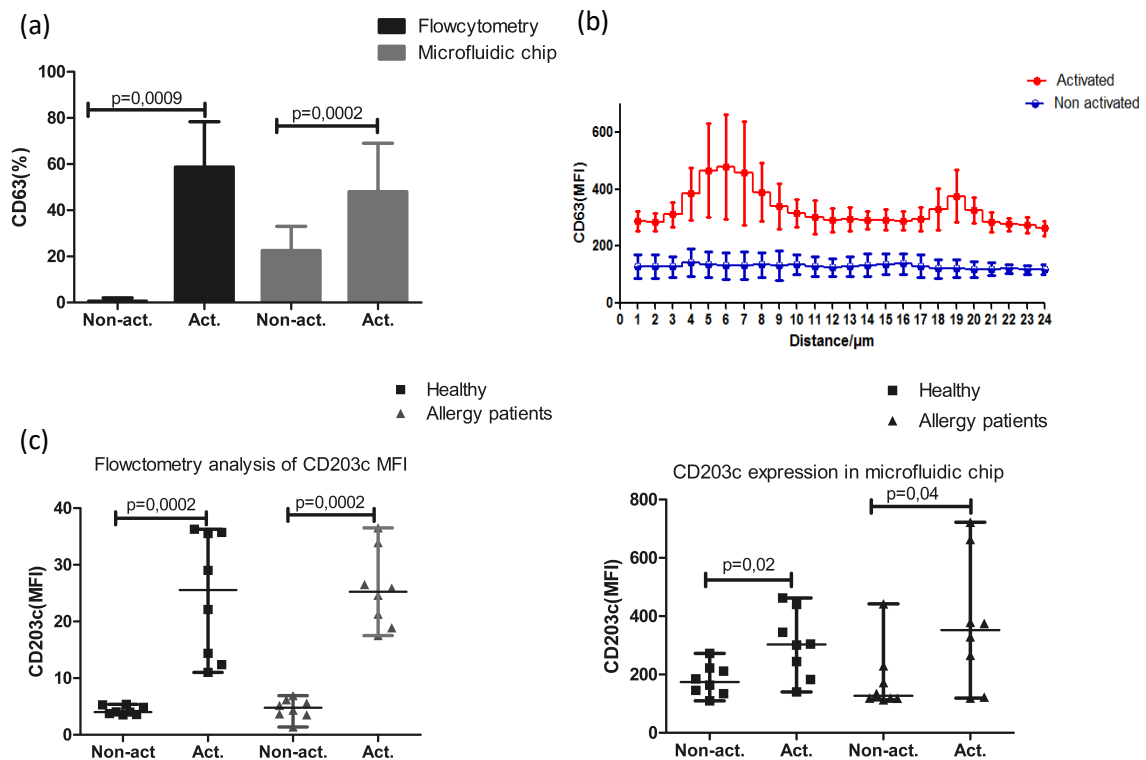 (a)
Flowcytometry
Microfluidic chip
100
80
60
40
20
0
CD63(%)
p=0,0009
p=0,0002
Non-act.
Act.
Non-act.
Act.
(b)
Activated
Non activated
600
400
200
0
CD63(MFI)
0 1 2 3 4 5 6 7 8 9 10 11 12 13 14 15 16 17 18 19 20 21 22 23 24
Distance/µm
(c)
Healthy
Allergy patients
Flowctometry analysis of CD203c MFI
p=0,0002
p=0,0002
40
30
20
10
0
CD203c(MFI)
Non-act
Act.
Non-act.
Act.
Healthy
Allergy patients
CD203c expression in microfluidic chip
p=0,04
p=0,02
800
600
400
200
0
CD203c(MFI)
Non-act.
Act.
Non-act.
Act.